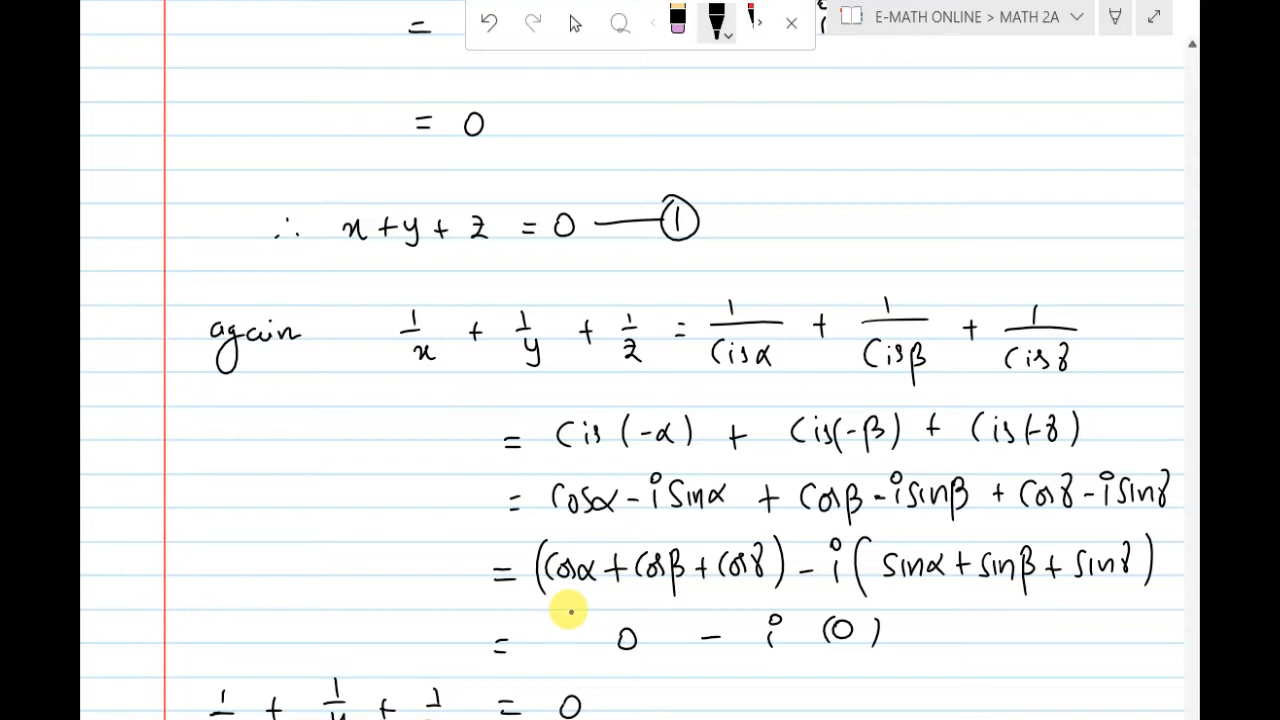 E-MATH ONLINE > MATH 2A
=
= 0
∴ x + y + z = 0 —— ①
again 1/x + 1/y + 1/z = 1/Cisα + 1/Cisβ + 1/Cisγ
= Cis(-α) + Cis(-β) + Cis(-γ)
= Cosα - i Sinα + Cosβ - i sinβ + Cosγ - i sinγ
= (Cosα + Cosβ + Cosγ) - i ( sinα + sinβ + sinγ )
= 0 - i (0)
+ + = 0